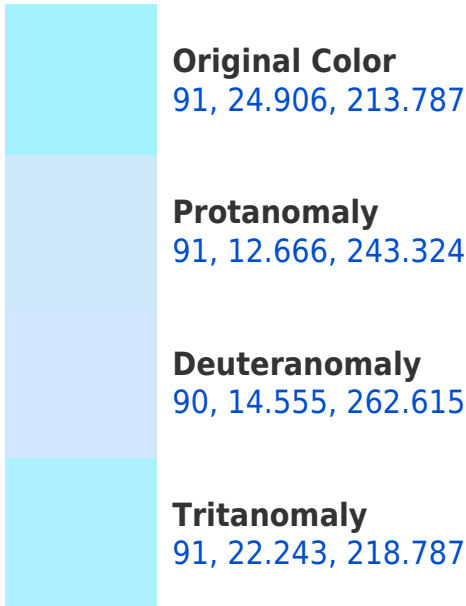 Original Color
91, 24.906, 213.787
Protanomaly
91, 12.666, 243.324
Deuteranomaly
90, 14.555, 262.615
Tritanomaly
91, 22.243, 218.787